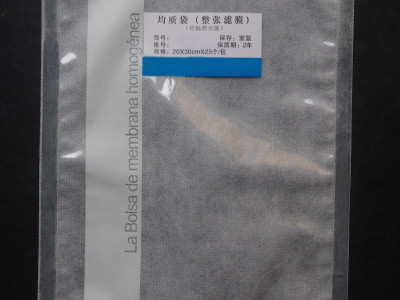 均质袋（整张滤膜）
货号： 保存：室温
批号： 保质期：2年
规格：20X30cmX25个/包
La Bolsa de membrana homogénea